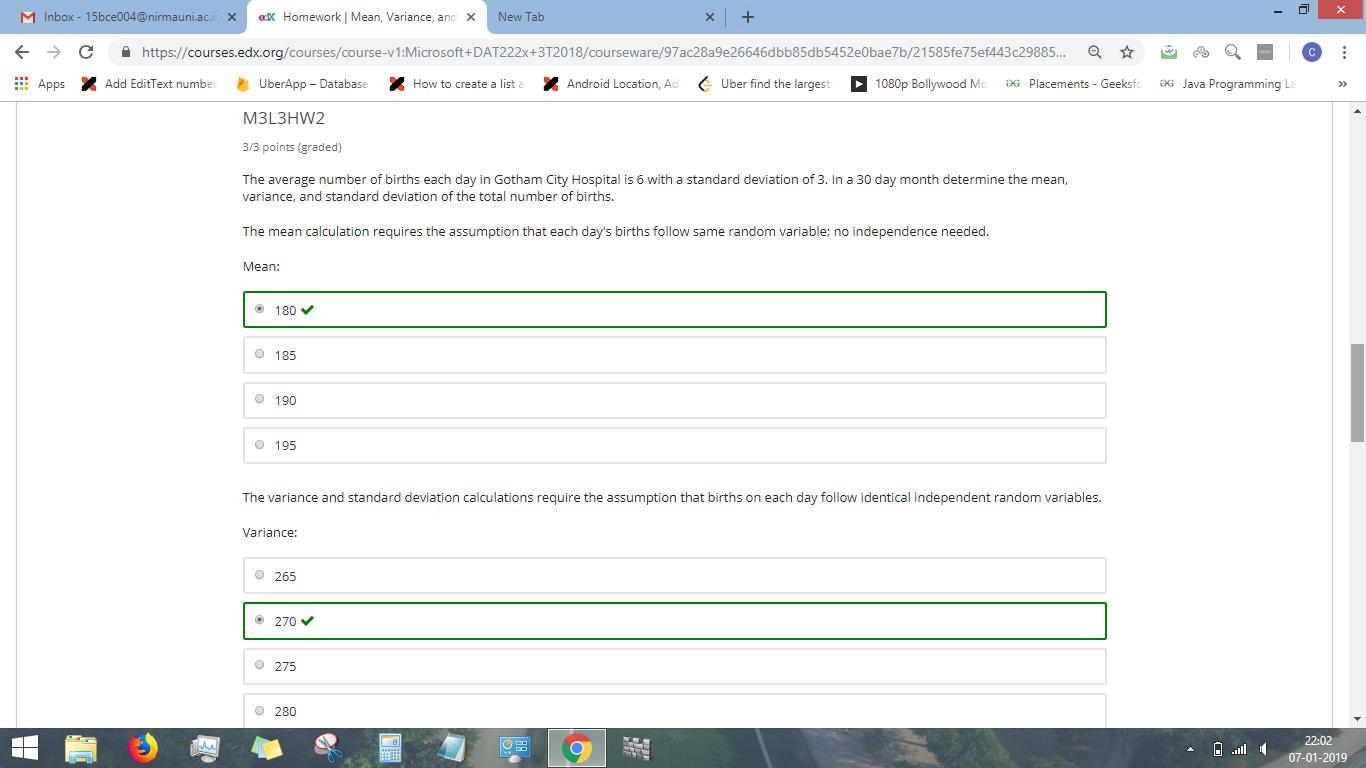 Inbox - 15bce004@nirmauni.ac.in
edX Homework | Mean, Variance, and
New Tab
https://courses.edx.org/courses/course-v1:Microsoft+DAT222x+3T2018/courseware/97ac28a9e26646dbb85db5452e0bae7b/21585fe75ef443c29885...
C
Apps
Add EditText number
UberApp – Database
How to create a list a
Android Location, Ad
Uber find the largest
1080p Bollywood Mo
Placements - Geeksfo
Java Programming La
»
M3L3HW2
3/3 points (graded)
The average number of births each day in Gotham City Hospital is 6 with a standard deviation of 3. In a 30 day month determine the mean,
variance, and standard deviation of the total number of births.
The mean calculation requires the assumption that each day's births follow same random variable; no independence needed.
Mean:
180
185
190
195
The variance and standard deviation calculations require the assumption that births on each day follow identical independent random variables.
Variance:
265
270
275
280
22:02
07-01-2019